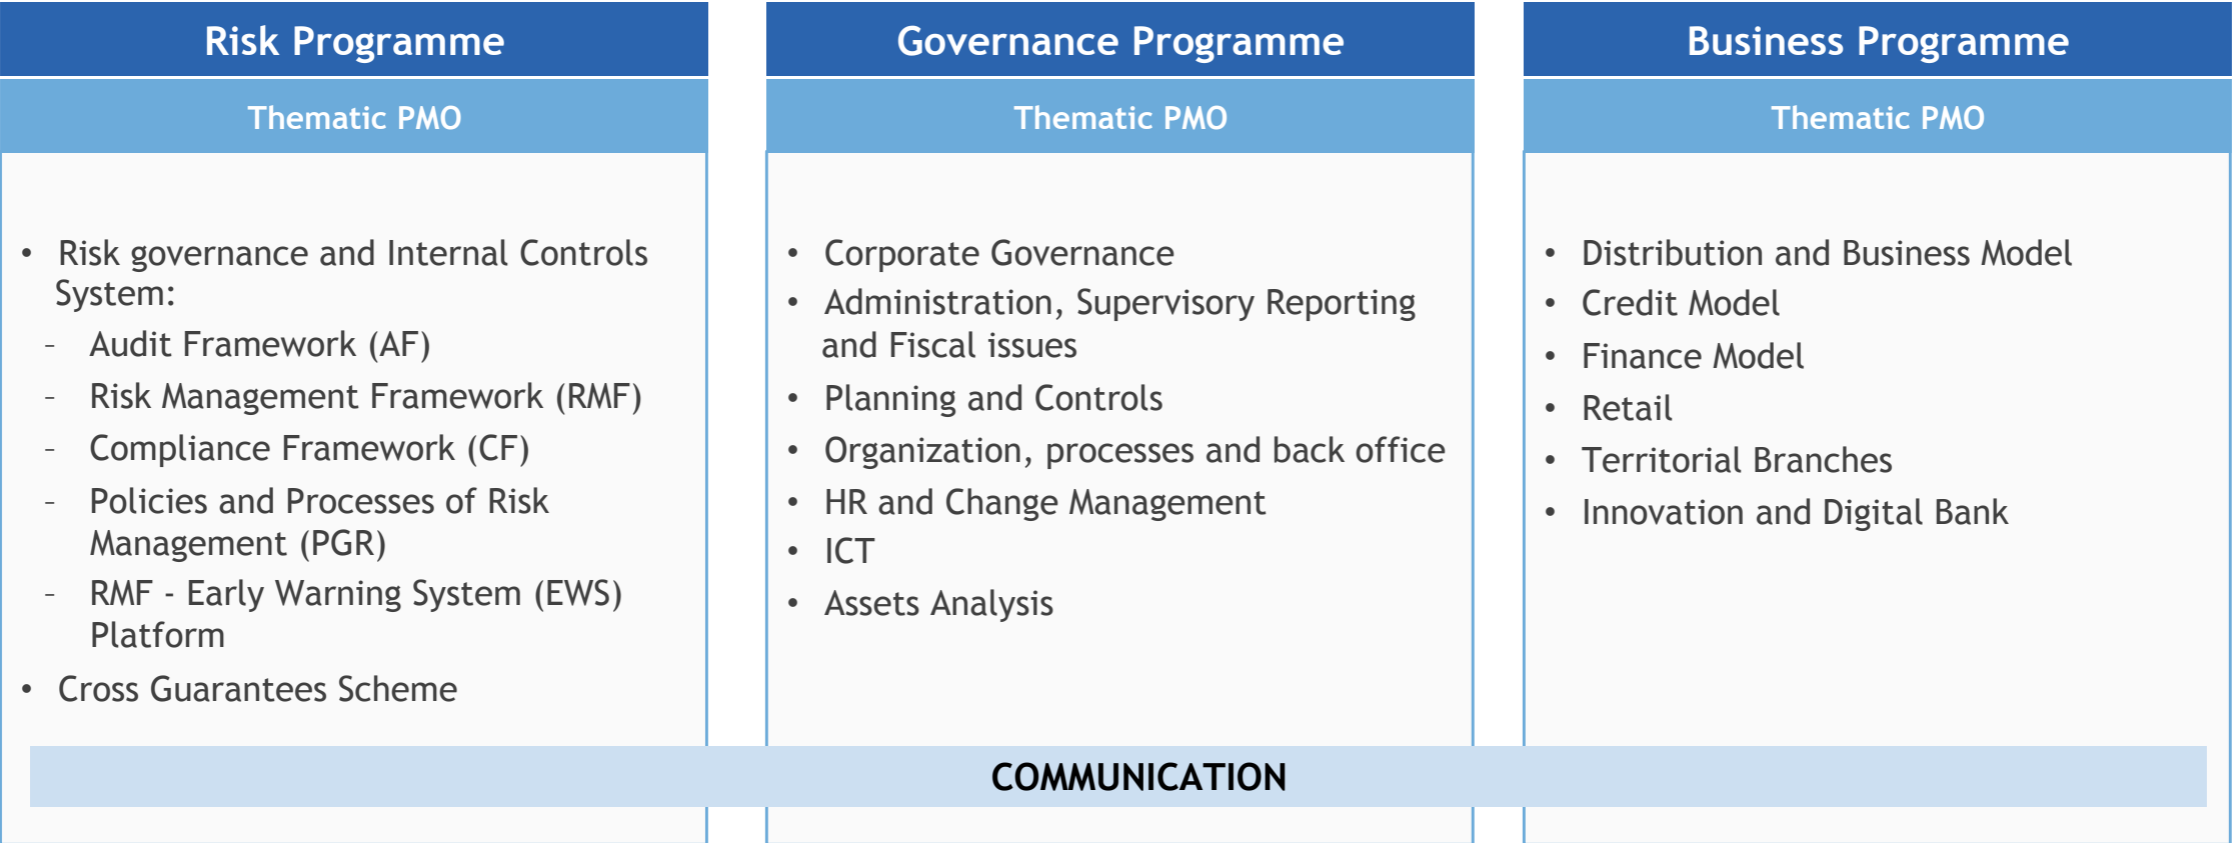 Risk Programme
Thematic PMO
• Risk governance and Internal Controls
System:
– Audit Framework (AF)
– Risk Management Framework (RMF)
– Compliance Framework (CF)
– Policies and Processes of Risk
Management (PGR)
– RMF - Early Warning System (EWS)
Platform
• Cross Guarantees Scheme
Governance Programme
Thematic PMO
• Corporate Governance
• Administration, Supervisory Reporting
and Fiscal issues
• Planning and Controls
• Organization, processes and back office
• HR and Change Management
• ICT
• Assets Analysis
Business Programme
Thematic PMO
• Distribution and Business Model
• Credit Model
• Finance Model
• Retail
• Territorial Branches
• Innovation and Digital Bank
COMMUNICATION